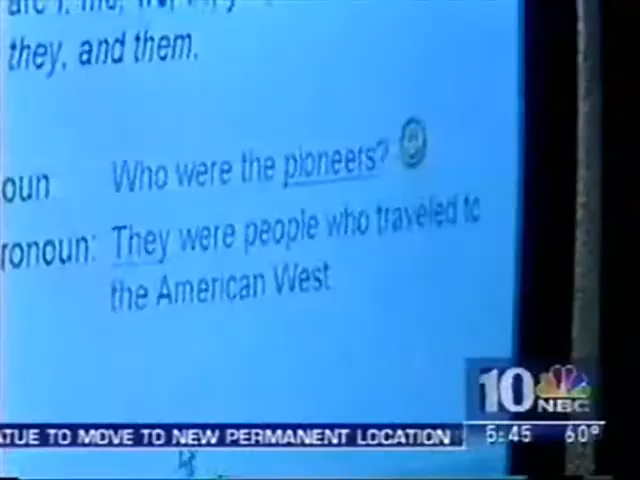 they, and them.
oun Who were the pioneers?
ronoun: They were people who traveled to
the American West
10
NBC
ATUE TO MOVE TO NEW PERMANENT LOCATION 5:45 60°